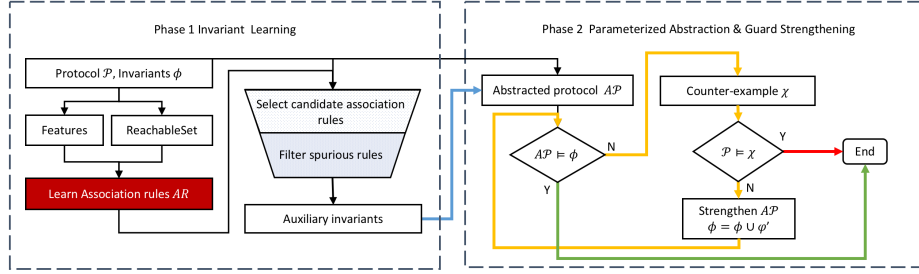 Phase 1 Invariant Learning
Protocol 𝒫, Invariants ϕ
Features
ReachableSet
Learn Association rules AR
Select candidate association
rules
Filter spurious rules
Auxiliary invariants
Phase 2 Parameterized Abstraction & Guard Strengthening
Abstracted protocol A𝒫
A𝒫 ⊨ ϕ
N
Y
Counter-example χ
𝒫 ⊨ χ
Y
N
Strengthen A𝒫
ϕ = ϕ ∪ φ′
End